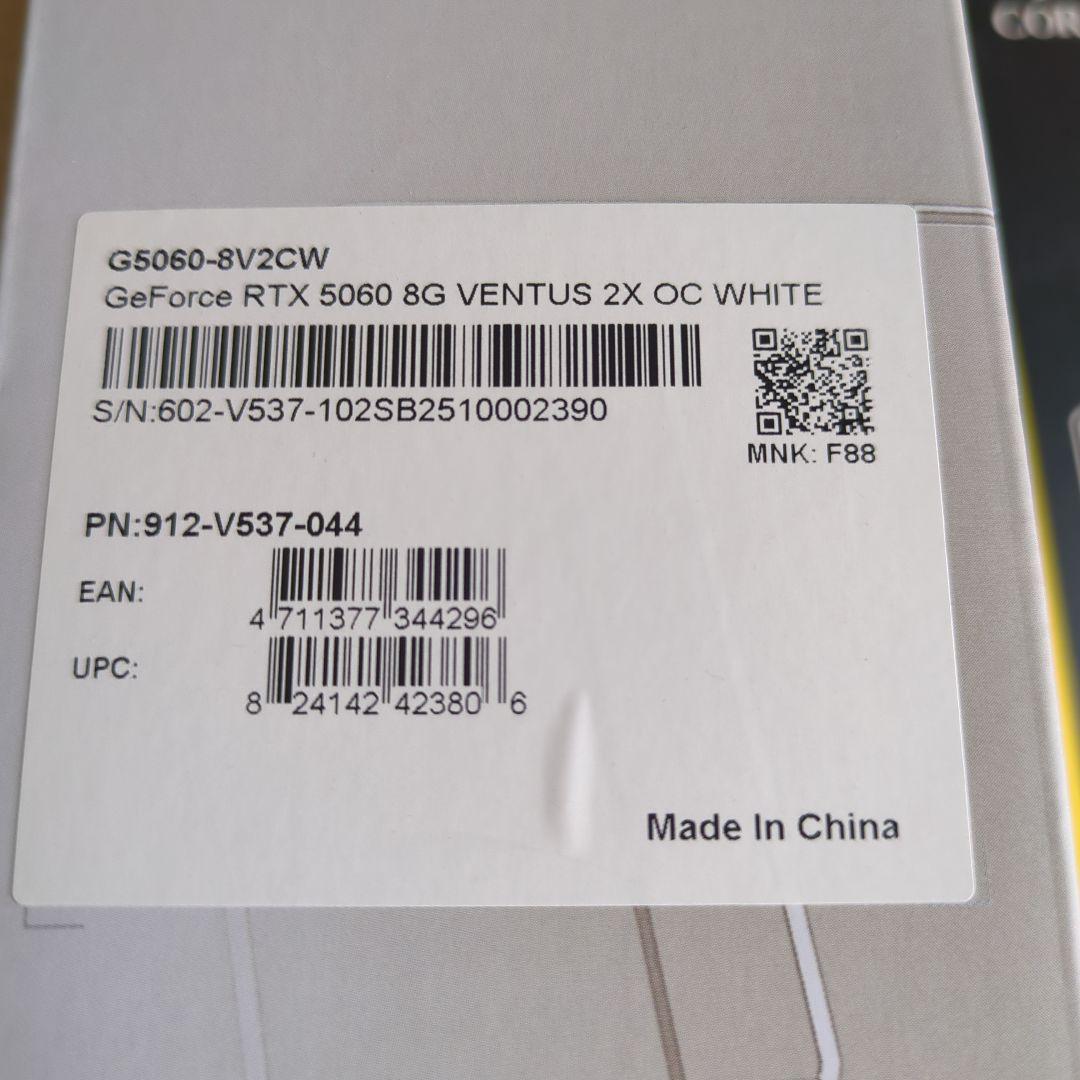 G5060-8V2CW
GeForce RTX 5060 8G VENTUS 2X OC WHITE
S/N:602-V537-102SB2510002390
MNK: F88
PN:912-V537-044
EAN:
4 711377 344296
UPC:
8 24142 42380 6
Made In China